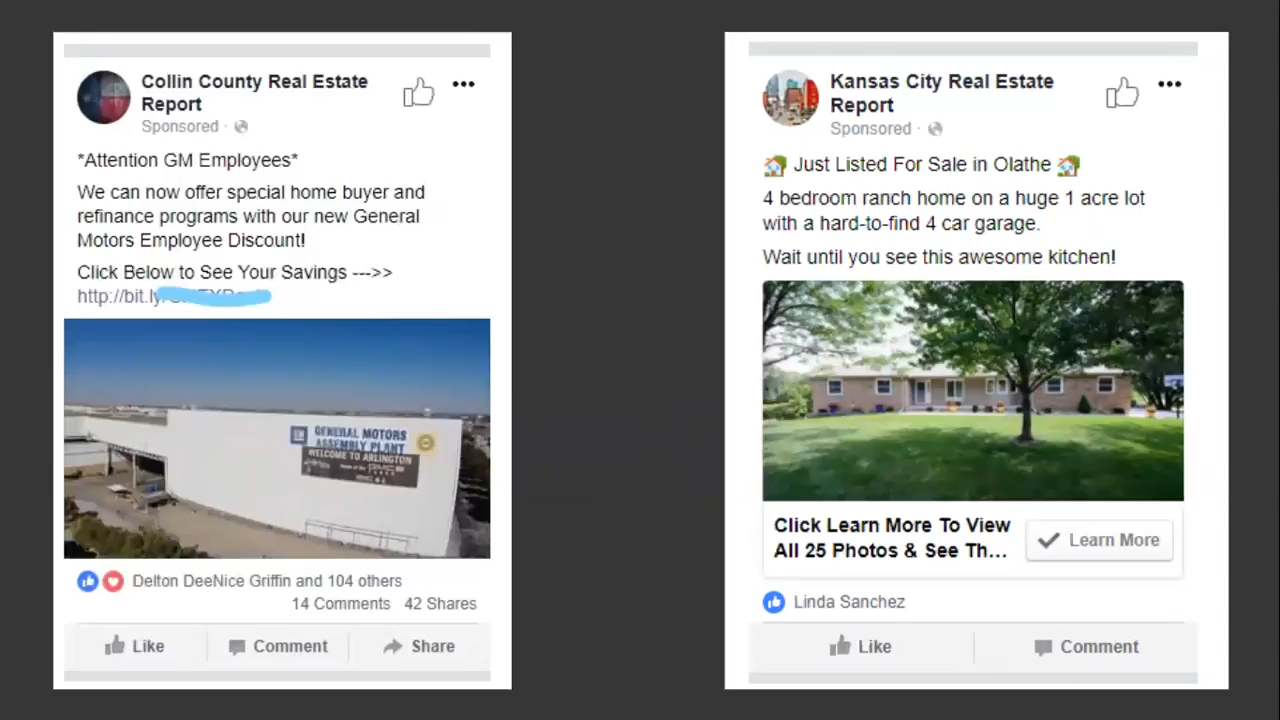 Collin County Real Estate
Report
Sponsored ·
*Attention GM Employees*
We can now offer special home buyer and
refinance programs with our new General
Motors Employee Discount!
Click Below to See Your Savings --->>
http://bit.ly/
GENERAL MOTORS
ASSEMBLY PLANT
WELCOME TO ARLINGTON
Delton DeeNice Griffin and 104 others
14 Comments 42 Shares
Like Comment Share
Kansas City Real Estate
Report
Sponsored ·
Just Listed For Sale in Olathe
4 bedroom ranch home on a huge 1 acre lot
with a hard-to-find 4 car garage.
Wait until you see this awesome kitchen!
Click Learn More To View
All 25 Photos & See Th...
Learn More
Linda Sanchez
Like Comment